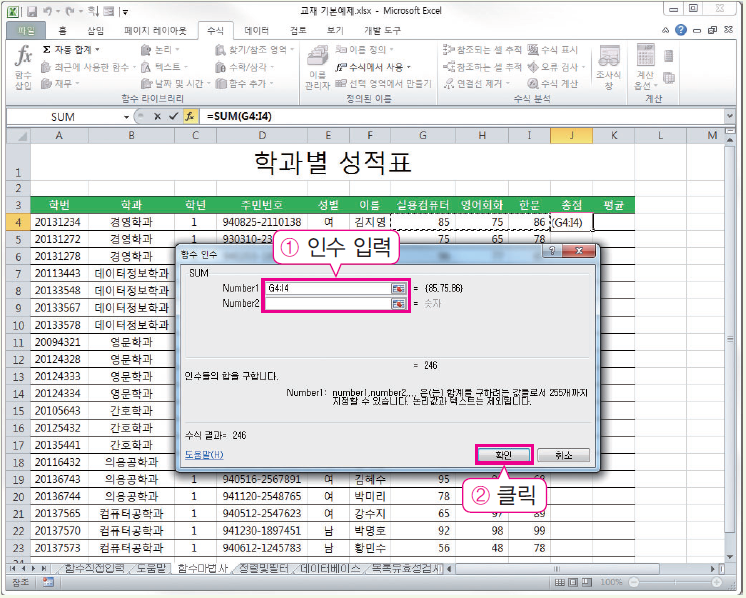 교재-기본예제.xlsx - Microsoft Excel
파일 홈 삽입 페이지 레이아웃 수식 데이터 검토 보기 개발 도구
fx 함수 삽입
Σ 자동 합계
최근에 사용한 함수
재무
논리
텍스트
날짜 및 시간
찾기/참조 영역
수학/삼각
함수 추가
함수 라이브러리
이름 관리자
이름 정의
수식에서 사용
선택 영역에서 만들기
정의된 이름
참조되는 셀 추적
참조하는 셀 추적
연결선 제거
수식 표시
오류 검사
수식 계산
수식 분석
조사식 창
계산 옵션
계산
SUM =SUM(G4:I4)
A B C D E F G H I J K L M
1 학과별 성적표
2
3 학번 학과 학년 주민번호 성별 이름 실용컴퓨터 영어회화 한문 총점 평균
4 20131234 경영학과 1 940825-2110138 여 김지영 85 75 86 (G4:I4)
5 20131272 경영학과 1 930310-23 75 65 78
6 20131278 경영학과
7 20113443 데이터정보학과
8 20133548 데이터정보학과
9 20133567 데이터정보학과
10 20133578 데이터정보학과
11 20094321 영문학과
12 20124328 영문학과
13 20124333 영문학과
14 20124334 영문학과
15 20105643 간호학과
16 20125432 간호학과
17 20135441 간호학과
18 20116432 의용공학과
19 20136743 의용공학과 1 940516-2567891 여 김혜수 95
20 20136744 의용공학과 1 941120-2548765 여 박미리 78
21 20137565 컴퓨터공학과 1 940512-2547623 여 강수지 65 97 89
22 20137572 컴퓨터공학과 1 941230-1897451 남 박명호 92 98 99
23 20137573 컴퓨터공학과 1 940612-1245783 남 황민수 56 48 78
① 인수 입력
함수 인수
SUM
Number1 G4:I4 = {85,75,86}
Number2 = 숫자
= 246
인수들의 합을 구합니다.
Number1: number1,number2,... 은(는) 합계를 구하려는 값들로서 255개까지
지정할 수 있습니다. 논리값과 텍스트는 제외됩니다.
수식 결과= 246
도움말(H) 확인 취소
② 클릭
함수직접입력 도움말 함수마법사 정렬및필터 데이터베이스 목록유효성검사
참조 100%